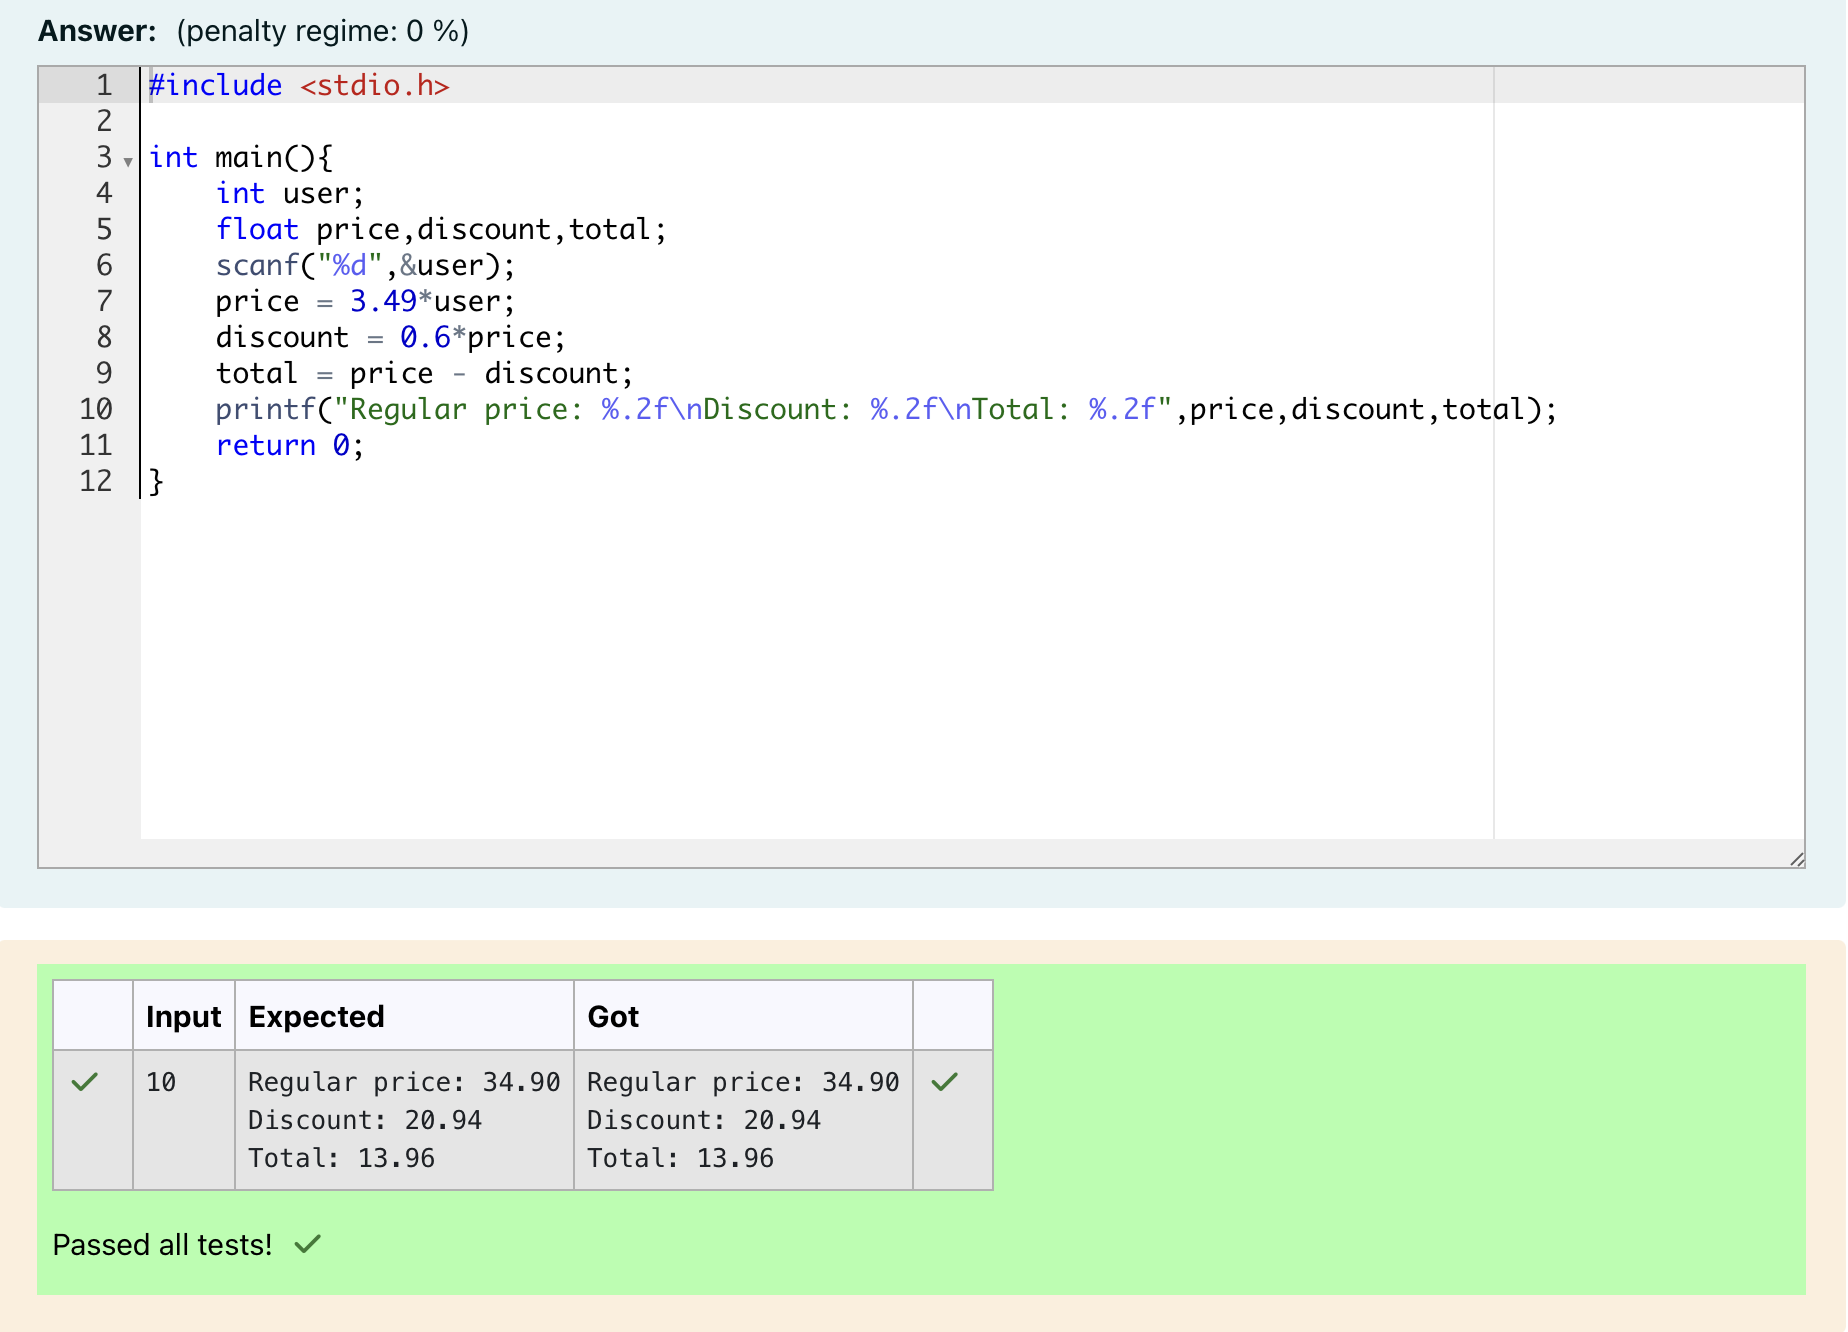 Answer: (penalty regime: 0 %)
1 #include <stdio.h>
2
3 int main(){
4     int user;
5     float price,discount,total;
6     scanf("%d",&user);
7     price = 3.49*user;
8     discount = 0.6*price;
9     total = price - discount;
10     printf("Regular price: %.2f\nDiscount: %.2f\nTotal: %.2f",price,discount,total);
11     return 0;
12 }
Input Expected Got
10 Regular price: 34.90 Regular price: 34.90
Discount: 20.94 Discount: 20.94
Total: 13.96 Total: 13.96
Passed all tests!